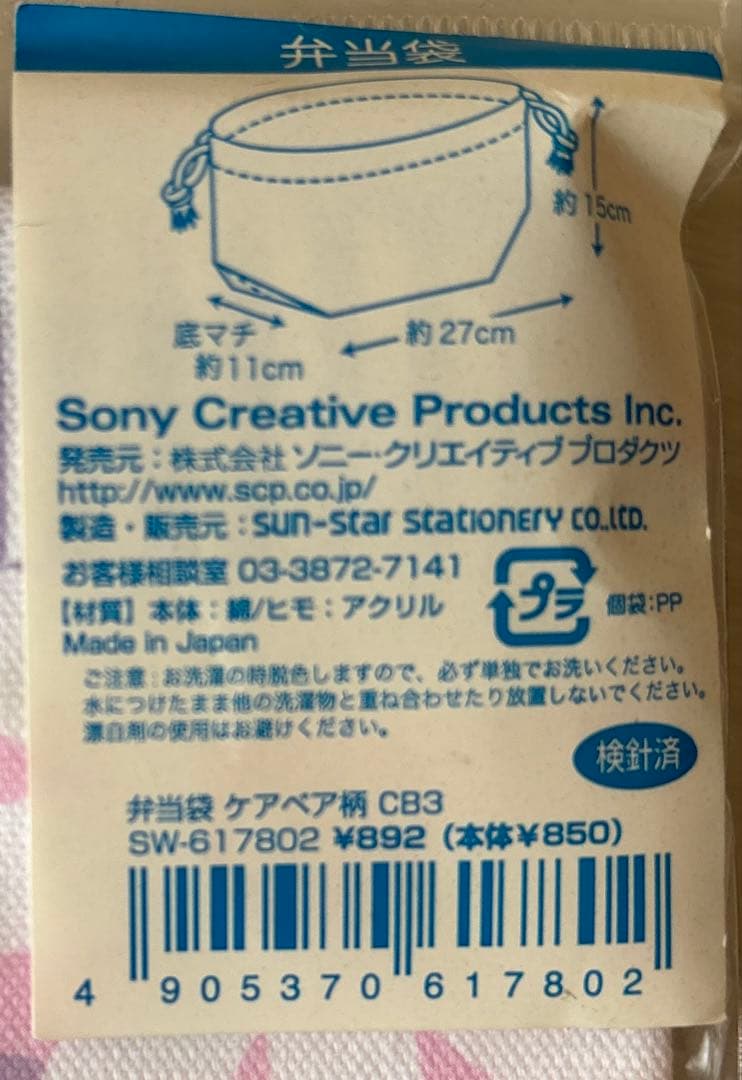 弁当袋
約15cm
底マチ
約11cm
約27cm
Sony Creative Products Inc.
発売元：株式会社 ソニー・クリエイティブプロダクツ
http://www.scp.co.jp/
製造・販売元：sun-star stationery co.,ltd.
お客様相談室 03-3872-7141
【材質】本体：綿/ヒモ：アクリル
プラ
個袋:PP
Made in Japan
ご注意：お洗濯の時脱色しますので、必ず単独でお洗いください。
水につけたまま他の洗濯物と重ね合わせたり放置しないでください。
漂白剤の使用はお避けください。
検針済
弁当袋 ケアベア柄 CB3
SW-617802 ¥892（本体¥850）
4 905370 617802